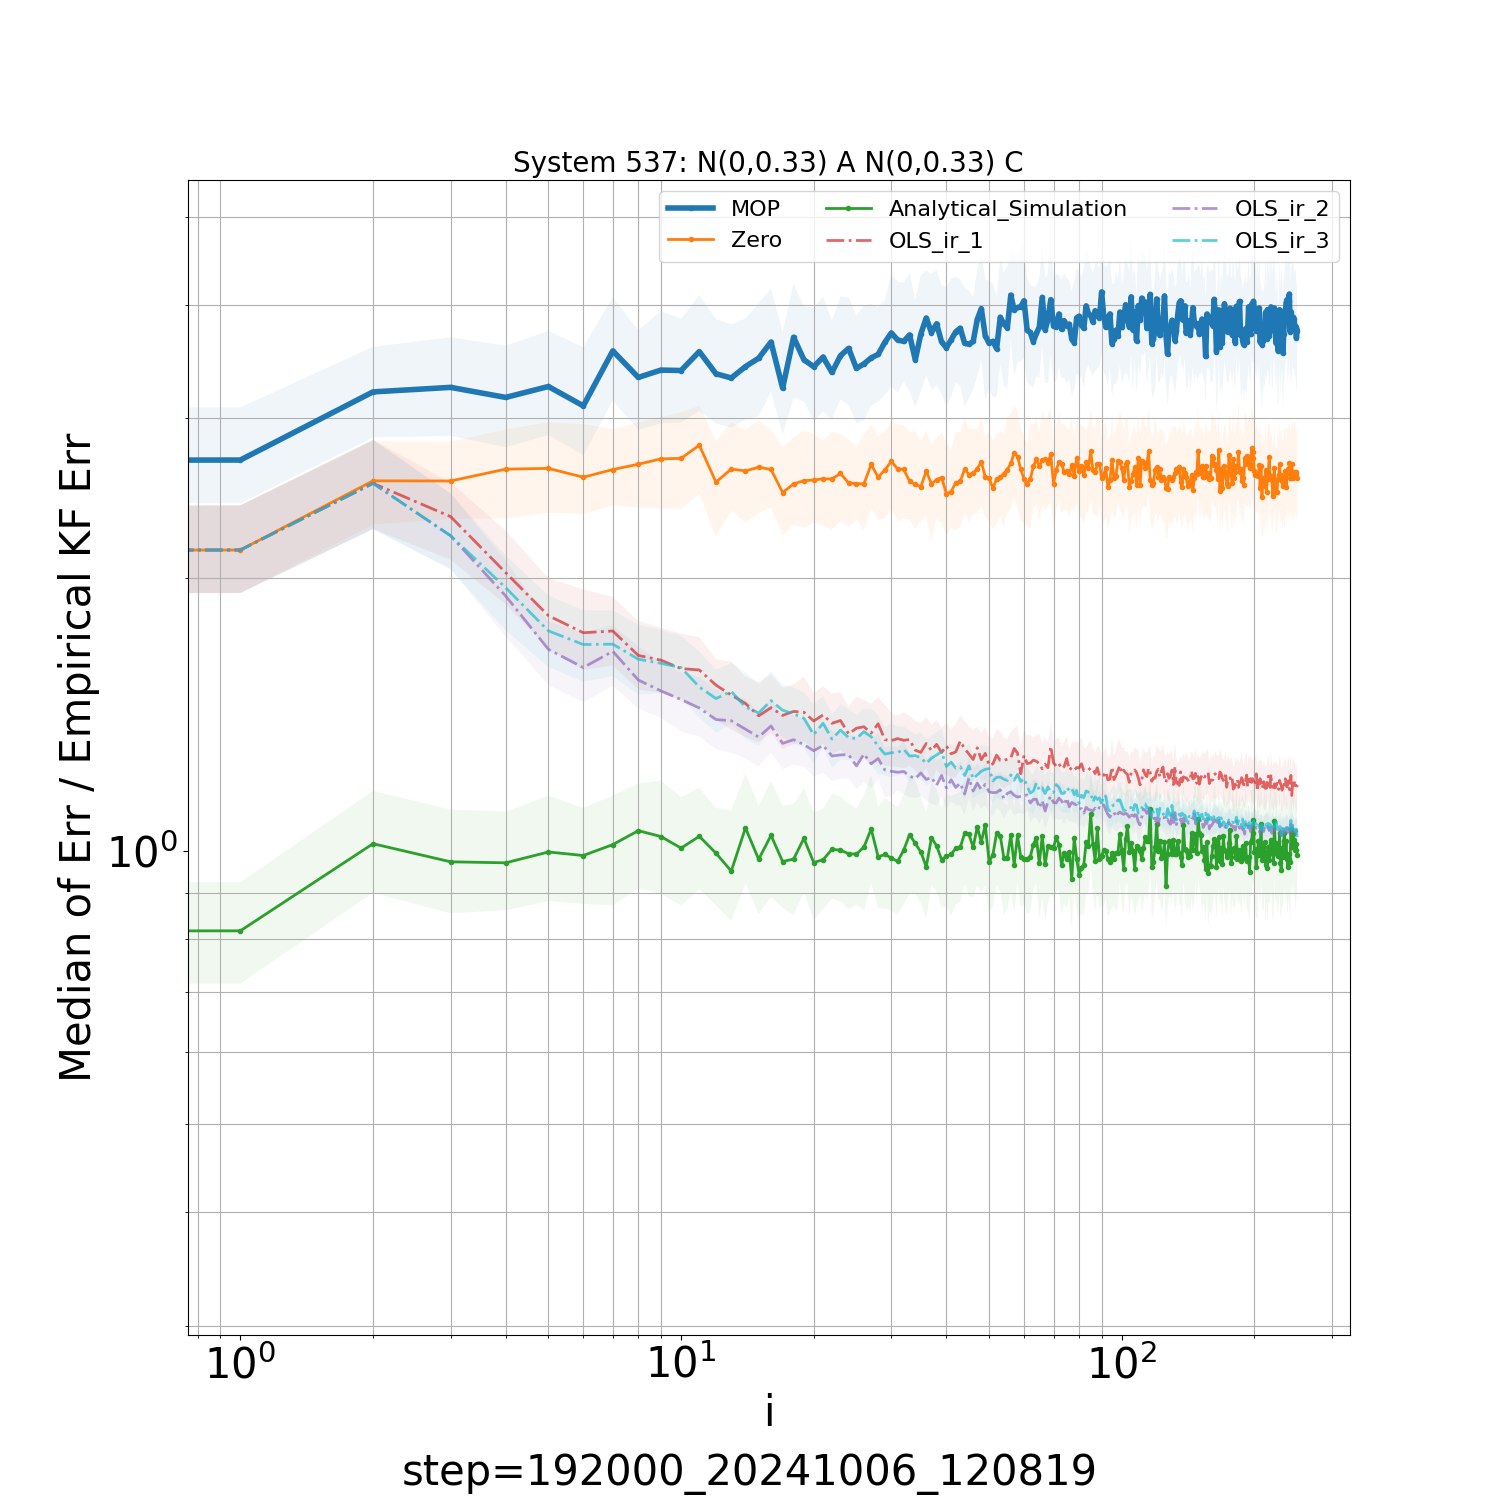 System 537: N(0,0.33) A N(0,0.33) C
MOP
Zero
Analytical_Simulation
OLS_ir_1
OLS_ir_2
OLS_ir_3
Median of Err / Empirical KF Err
10⁰
10⁰
10¹
10²
i
step=192000_20241006_120819